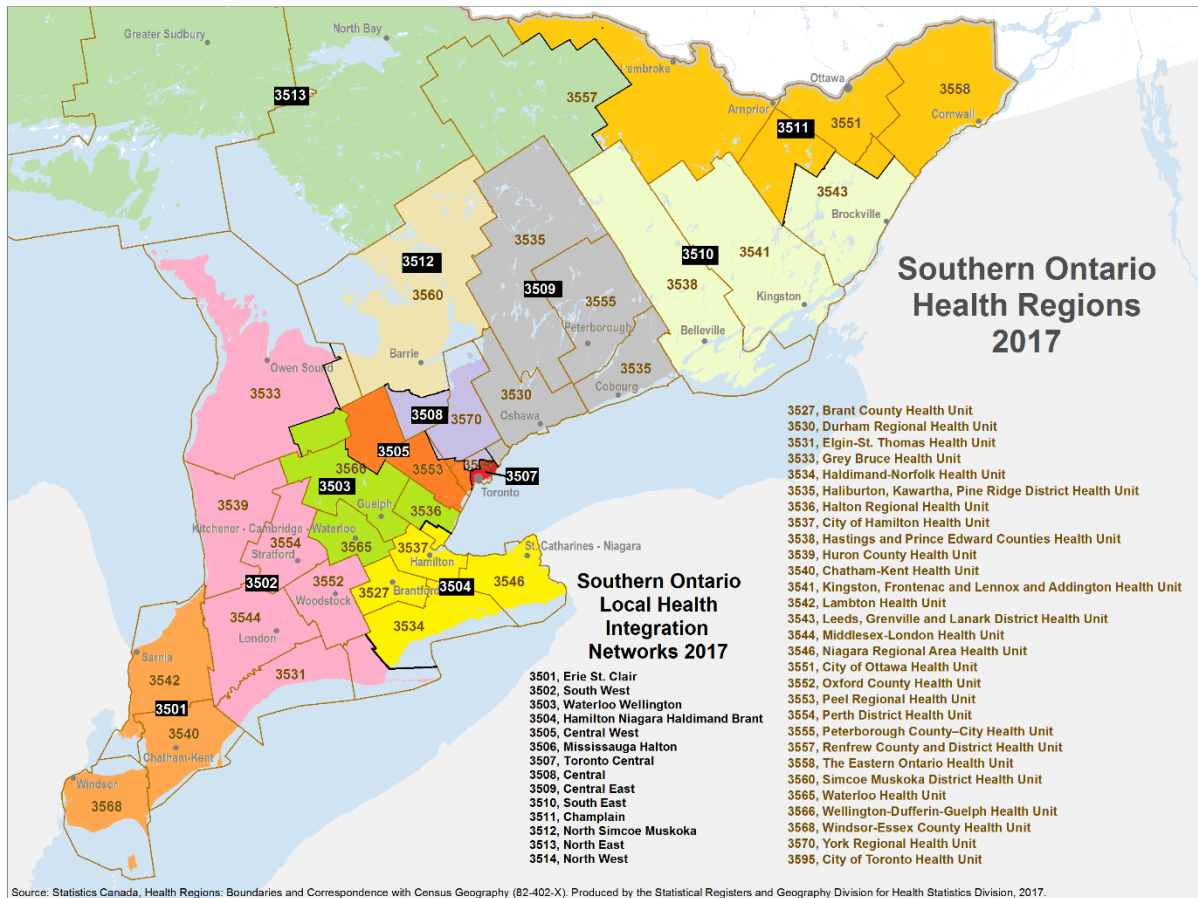 Greater Sudbury
North Bay
3513
3557
Pembroke
Ottawa
Arnprior
3511
3551
3558
Cornwall
3543
Brockville
3512
3560
3535
3509
3555
Peterborough
3510
3541
3538
Kingston
Belleville
3535
Cobourg
3530
Oshawa
Barrie
Owen Sound
3533
3508
3570
3505
3553
3507
Toronto
3566
3503
Guelph
3536
3539
Kitchener - Cambridge - Waterloo
3554
Stratford
3565
3537
Hamilton
St. Catharines - Niagara
3502
3552
Woodstock
3527
Brantford
3504
3546
3534
3544
London
3531
Sarnia
3542
3501
3540
Chatham-Kent
Windsor
3568
Southern Ontario
Health Regions
2017
3527, Brant County Health Unit
3530, Durham Regional Health Unit
3531, Elgin-St. Thomas Health Unit
3533, Grey Bruce Health Unit
3534, Haldimand-Norfolk Health Unit
3535, Haliburton, Kawartha, Pine Ridge District Health Unit
3536, Halton Regional Health Unit
3537, City of Hamilton Health Unit
3538, Hastings and Prince Edward Counties Health Unit
3539, Huron County Health Unit
3540, Chatham-Kent Health Unit
3541, Kingston, Frontenac and Lennox and Addington Health Unit
3542, Lambton Health Unit
3543, Leeds, Grenville and Lanark District Health Unit
3544, Middlesex-London Health Unit
3546, Niagara Regional Area Health Unit
3551, City of Ottawa Health Unit
3552, Oxford County Health Unit
3553, Peel Regional Health Unit
3554, Perth District Health Unit
3555, Peterborough County–City Health Unit
3557, Renfrew County and District Health Unit
3558, The Eastern Ontario Health Unit
3560, Simcoe Muskoka District Health Unit
3565, Waterloo Health Unit
3566, Wellington-Dufferin-Guelph Health Unit
3568, Windsor-Essex County Health Unit
3570, York Regional Health Unit
3595, City of Toronto Health Unit
Southern Ontario
Local Health
Integration
Networks 2017
3501, Erie St. Clair
3502, South West
3503, Waterloo Wellington
3504, Hamilton Niagara Haldimand Brant
3505, Central West
3506, Mississauga Halton
3507, Toronto Central
3508, Central
3509, Central East
3510, South East
3511, Champlain
3512, North Simcoe Muskoka
3513, North East
3514, North West
Source: Statistics Canada, Health Regions: Boundaries and Correspondence with Census Geography (82-402-X). Produced by the Statistical Registers and Geography Division for Health Statistics Division, 2017.